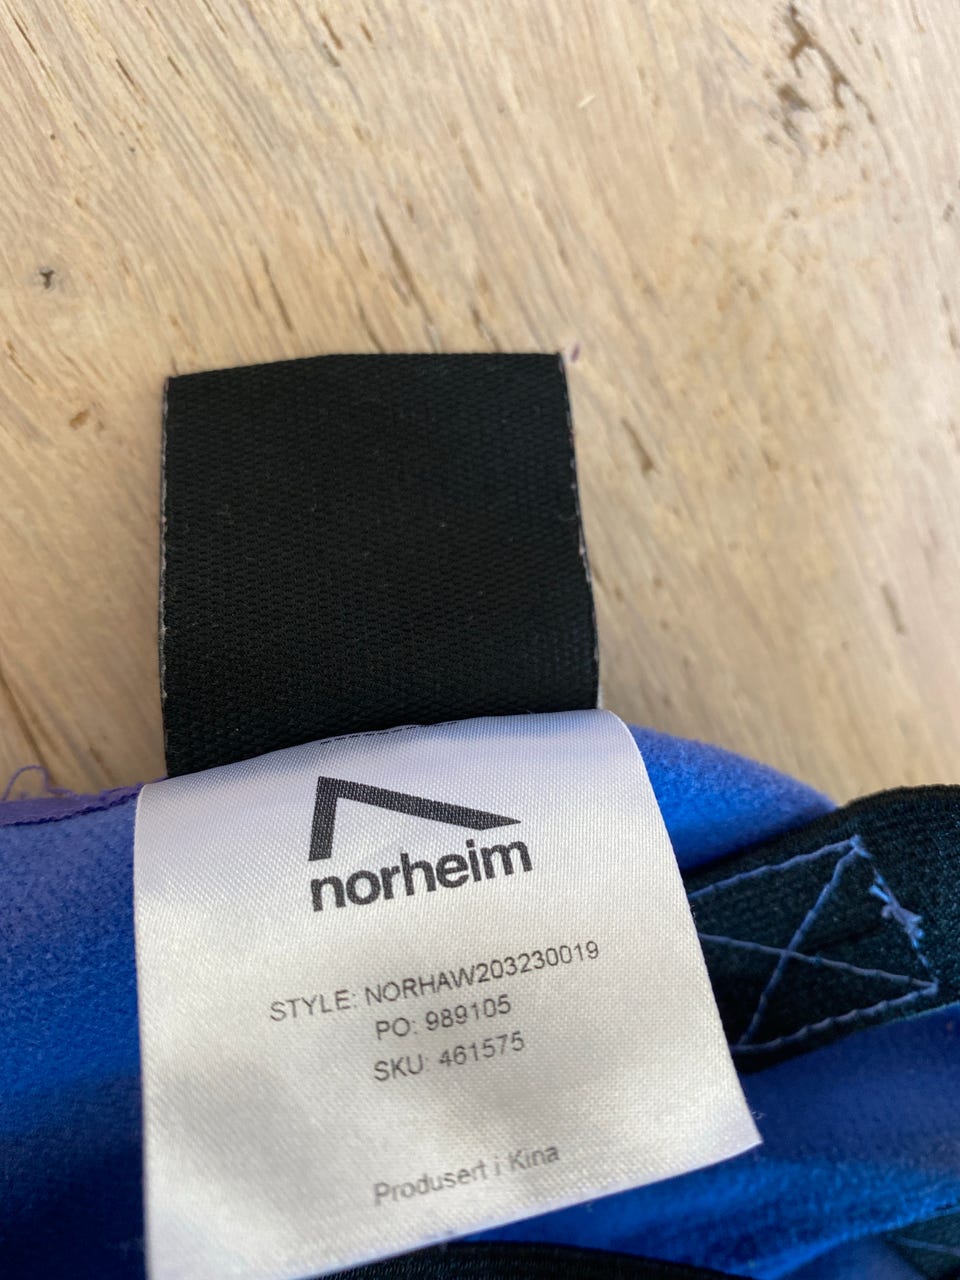 norheim
STYLE: NORHAW203230019
PO: 989105
SKU: 461575
Produsert i Kina